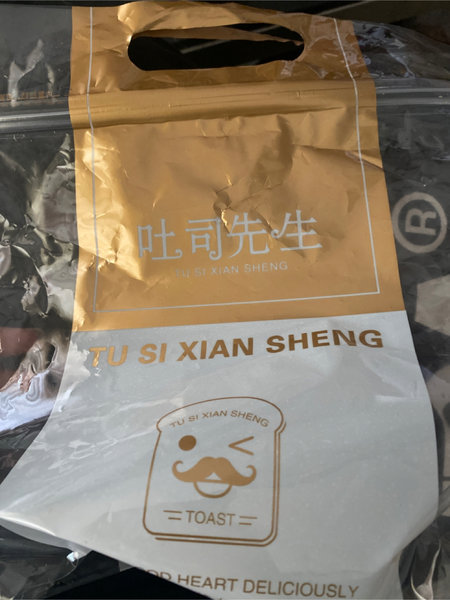 吐司先生
TU SI XIAN SHENG
®
TU SI XIAN SHENG
TU SI XIAN SHENG
TOAST
HEART DELICIOUSLY